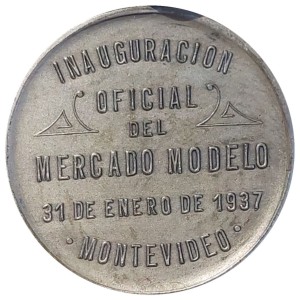 INAUGURACION
OFICIAL
DEL
MERCADO MODELO
31 DE ENERO DE 1937
· MONTEVIDEO ·